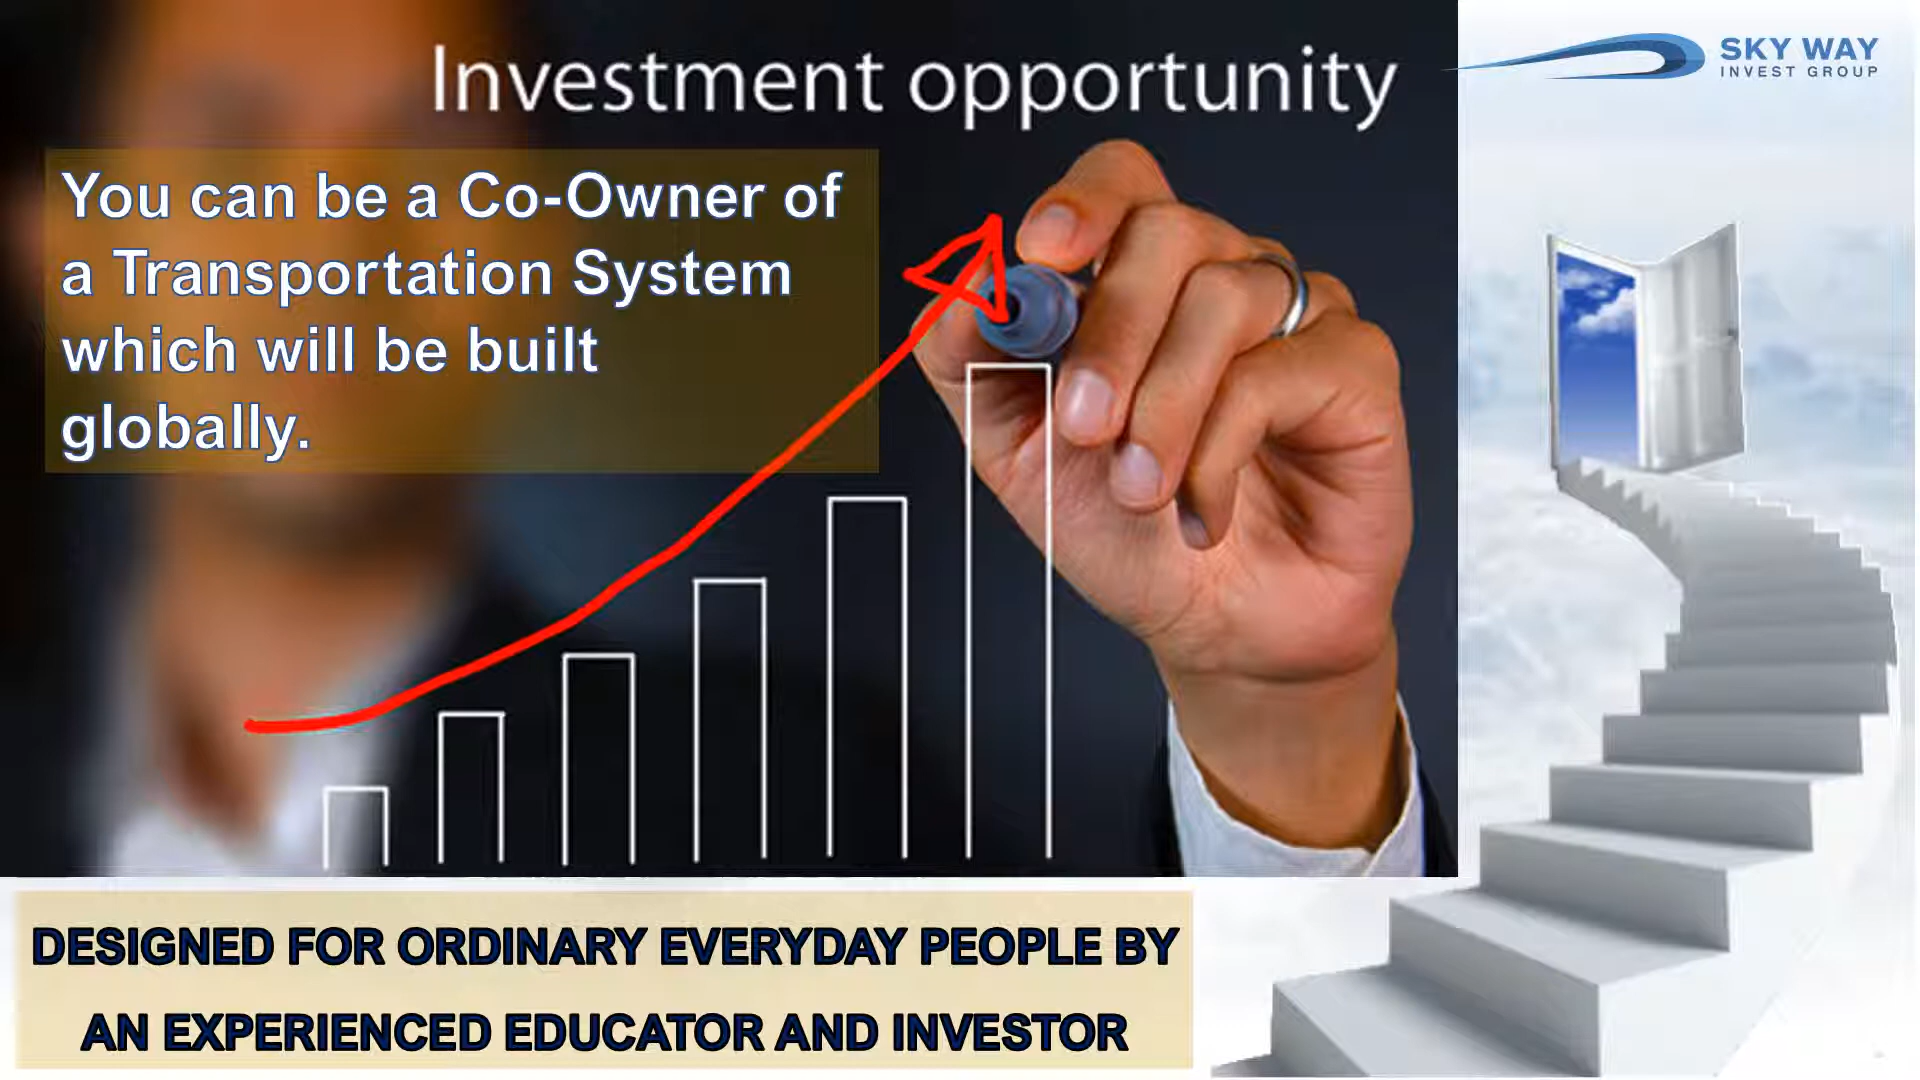 Investment opportunity
SKY WAY
INVEST GROUP
You can be a Co-Owner of
a Transportation System
which will be built
globally.
DESIGNED FOR ORDINARY EVERYDAY PEOPLE BY
AN EXPERIENCED EDUCATOR AND INVESTOR